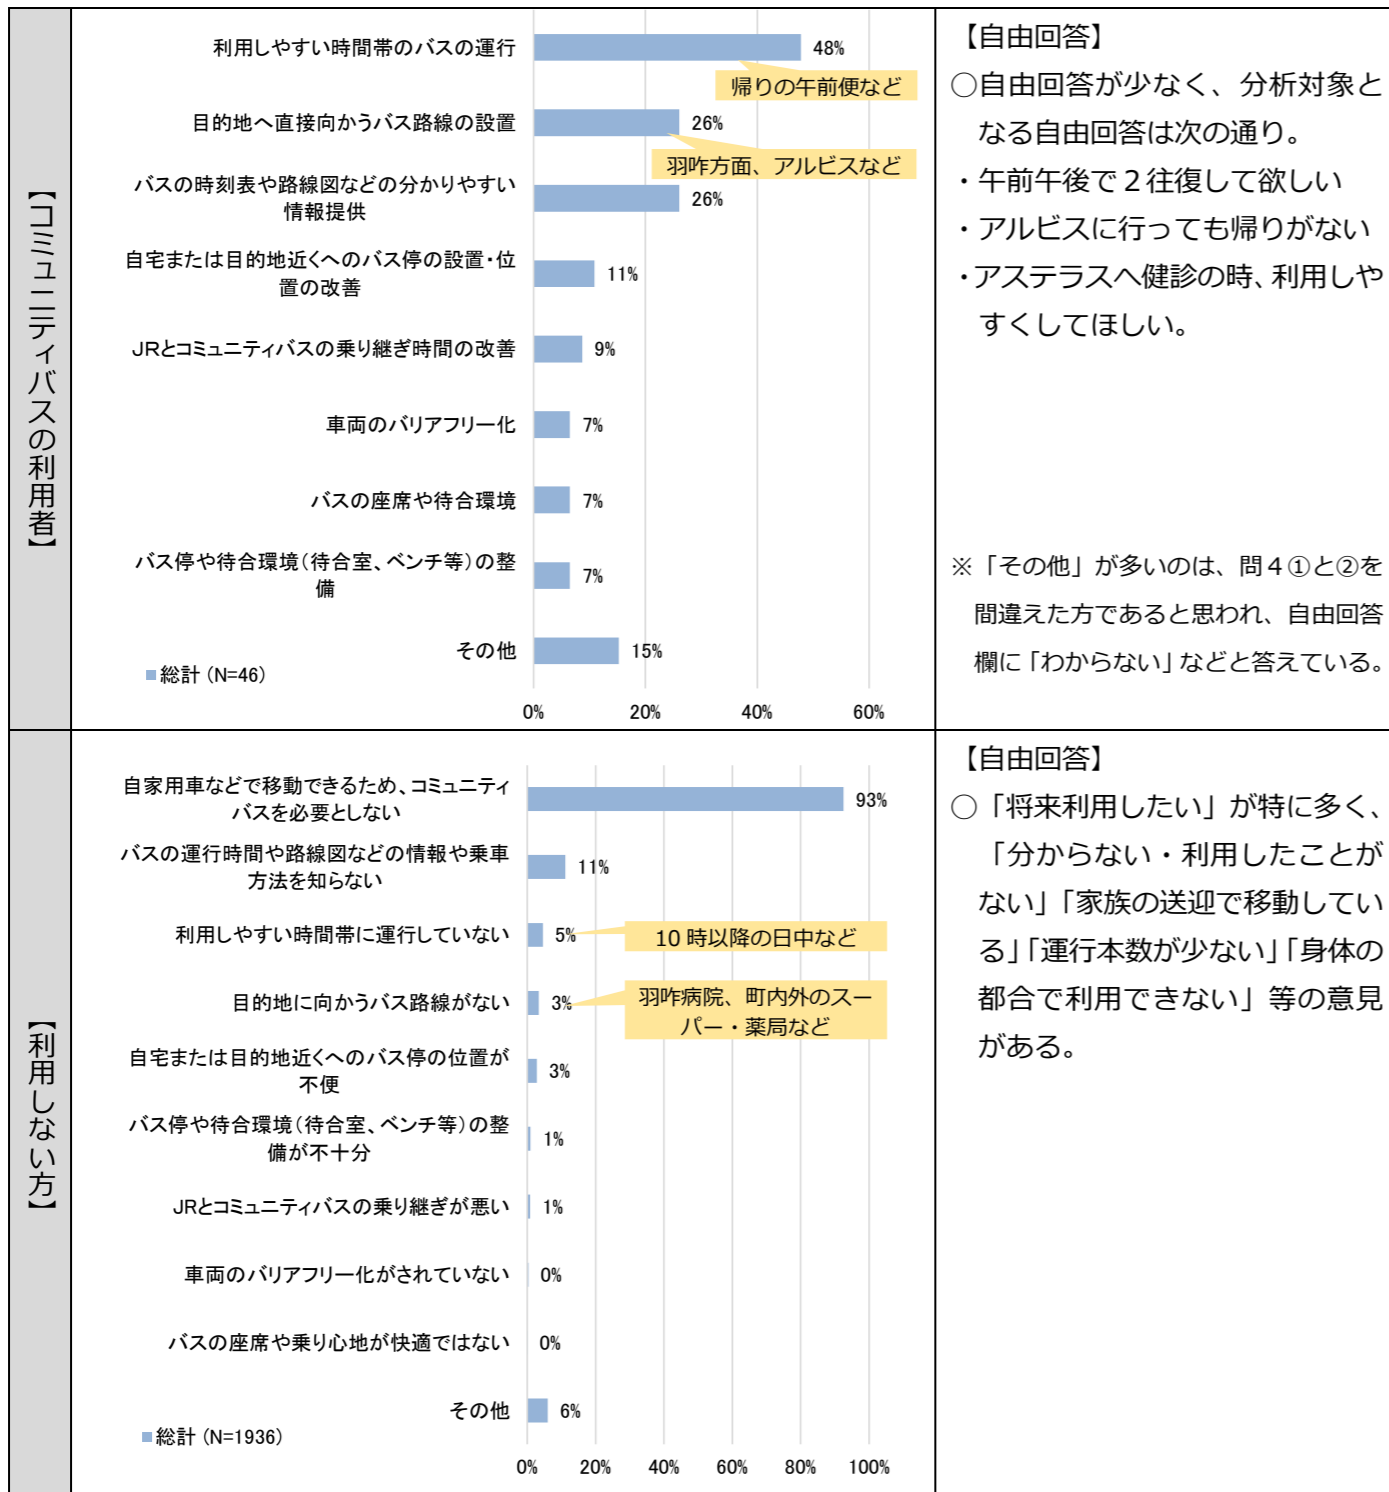 【コミュニティバスの利用者】
利用しやすい時間帯のバスの運行
48%
帰りの午前便など
目的地へ直接向かうバス路線の設置
26%
羽咋方面、アルビスなど
バスの時刻表や路線図などの分かりやすい
情報提供
26%
自宅または目的地近くへのバス停の設置・位
置の改善
11%
JRとコミュニティバスの乗り継ぎ時間の改善
9%
車両のバリアフリー化
7%
バスの座席や待合環境
7%
バス停や待合環境(待合室、ベンチ等)の整
備
7%
その他
15%
総計 (N=46)
0% 20% 40% 60%
【自由回答】
○自由回答が少なく、分析対象と
なる自由回答は次の通り。
・午前午後で２往復して欲しい
・アルビスに行っても帰りがない
・アステラスへ健診の時、利用しや
すくしてほしい。
※「その他」が多いのは、問４①と②を
間違えた方であると思われ、自由回答
欄に「わからない」などと答えている。
【利用しない方】
自家用車などで移動できるため、コミュニティ
バスを必要としない
93%
バスの運行時間や路線図などの情報や乗車
方法を知らない
11%
利用しやすい時間帯に運行していない
5%
10 時以降の日中など
目的地に向かうバス路線がない
3%
羽咋病院、町内外のスー
パー・薬局など
自宅または目的地近くへのバス停の位置が
不便
3%
バス停や待合環境(待合室、ベンチ等)の整
備が不十分
1%
JRとコミュニティバスの乗り継ぎが悪い
1%
車両のバリアフリー化がされていない
0%
バスの座席や乗り心地が快適ではない
0%
その他
6%
総計 (N=1936)
0% 20% 40% 60% 80% 100%
【自由回答】
○「将来利用したい」が特に多く、
「分からない・利用したことが
ない」「家族の送迎で移動してい
る」「運行本数が少ない」「身体の
都合で利用できない」等の意見
がある。